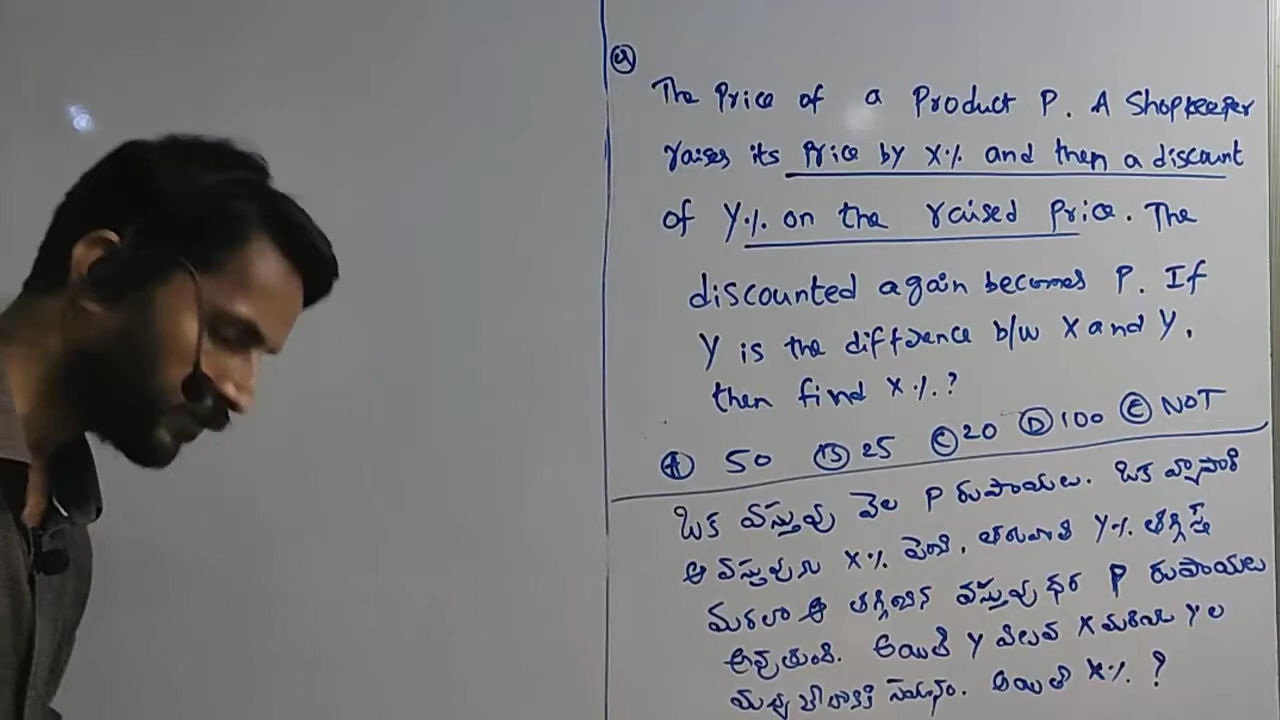 The Price of a Product P. A Shopkeeper
raises its Price by X% and then a discount
of Y% on the raised Price. The
discounted again becomes P. If
Y is the difference b/w X and Y.
then find X%.?
Ⓐ 50 Ⓑ 25 Ⓒ 20 Ⓓ 100 Ⓔ NOT
ఒక వస్తువు వెల P రుపాయలు. ఒక వ్యాపారి
ఆ వస్తువును X% పెంచి, తరువాత Y% తగ్గిస్తే
మరలా ఆ తగ్గించిన వస్తువు ధర P రుపాయలు
అవుతుంది. అయితే Y విలువ X మరియు Y ల
సమానం. అయితే X% ?